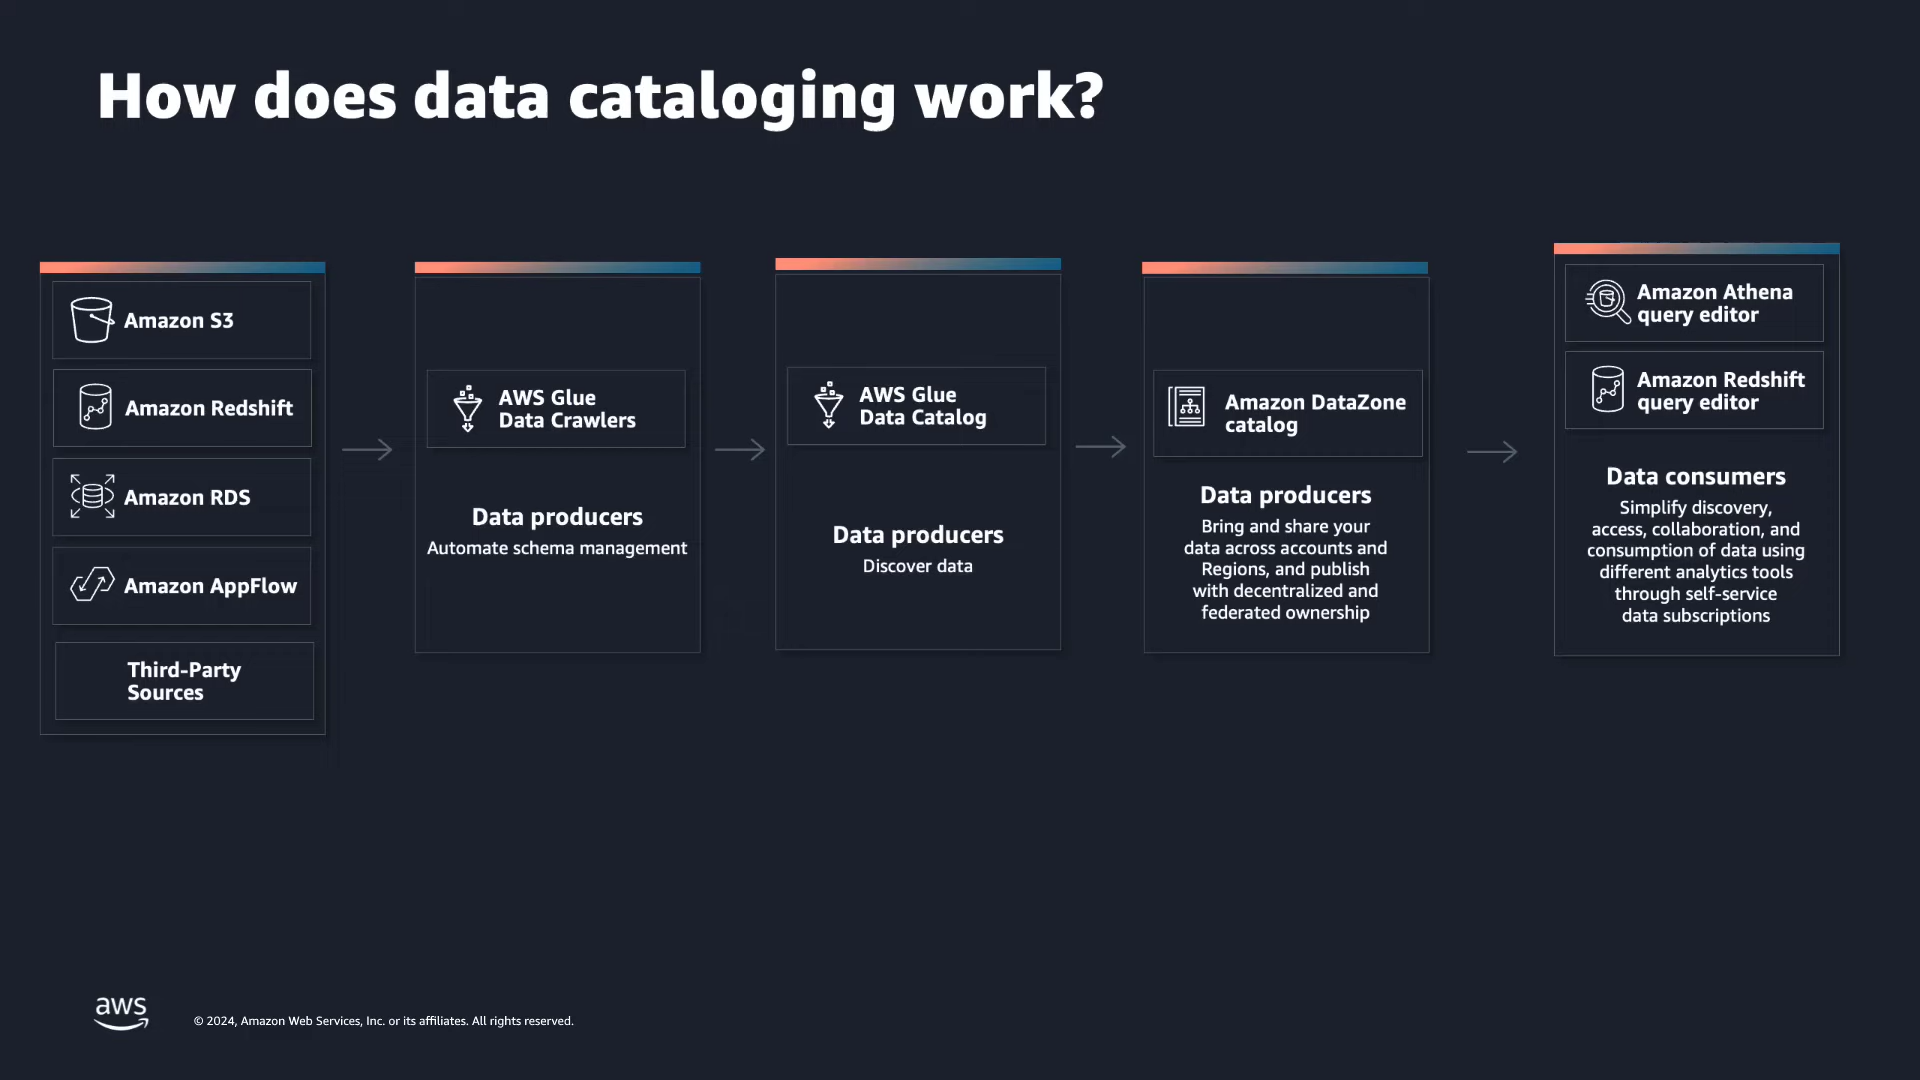 How does data cataloging work?
Amazon S3
Amazon Redshift
Amazon RDS
Amazon AppFlow
Third-Party
Sources
AWS Glue
Data Crawlers
Data producers
Automate schema management
AWS Glue
Data Catalog
Data producers
Discover data
Amazon DataZone
catalog
Data producers
Bring and share your
data across accounts and
Regions, and publish
with decentralized and
federated ownership
Amazon Athena
query editor
Amazon Redshift
query editor
Data consumers
Simplify discovery,
access, collaboration, and
consumption of data using
different analytics tools
through self-service
data subscriptions
aws
© 2024, Amazon Web Services, Inc. or its affiliates. All rights reserved.